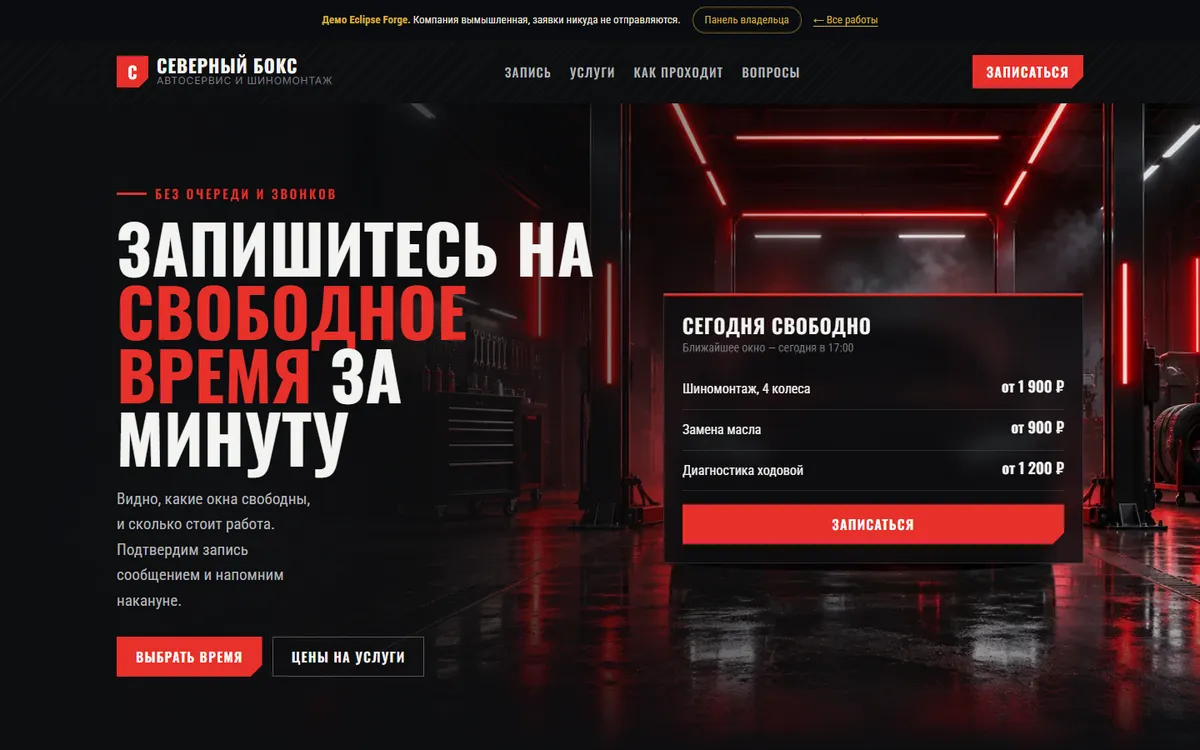 Демо Eclipse Forge. Компания вымышленная, заявки никуда не отправляются.
Панель владельца
← Все работы
С
СЕВЕРНЫЙ БОКС
АВТОСЕРВИС И ШИНОМОНТАЖ
ЗАПИСЬ
УСЛУГИ
КАК ПРОХОДИТ
ВОПРОСЫ
ЗАПИСАТЬСЯ
БЕЗ ОЧЕРЕДИ И ЗВОНКОВ
ЗАПИШИТЕСЬ НА
СВОБОДНОЕ
ВРЕМЯ ЗА
МИНУТУ
Видно, какие окна свободны,
и сколько стоит работа.
Подтвердим запись
сообщением и напомним
накануне.
ВЫБРАТЬ ВРЕМЯ
ЦЕНЫ НА УСЛУГИ
СЕГОДНЯ СВОБОДНО
Ближайшее окно — сегодня в 17:00
Шиномонтаж, 4 колеса от 1 900 ₽
Замена масла от 900 ₽
Диагностика ходовой от 1 200 ₽
ЗАПИСАТЬСЯ